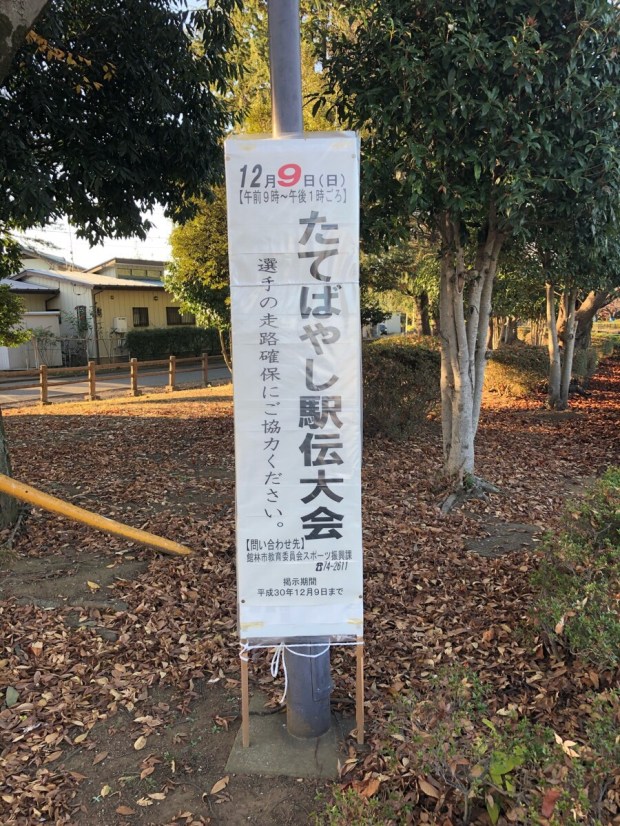 12月9日(日)
【午前9時~午後1時ごろ】
たてばやし駅伝大会
選手の走路確保にご協力ください。
【問い合わせ先】
館林市教育委員会スポーツ振興課
☎74-2611
掲示期間
平成30年12月9日まで